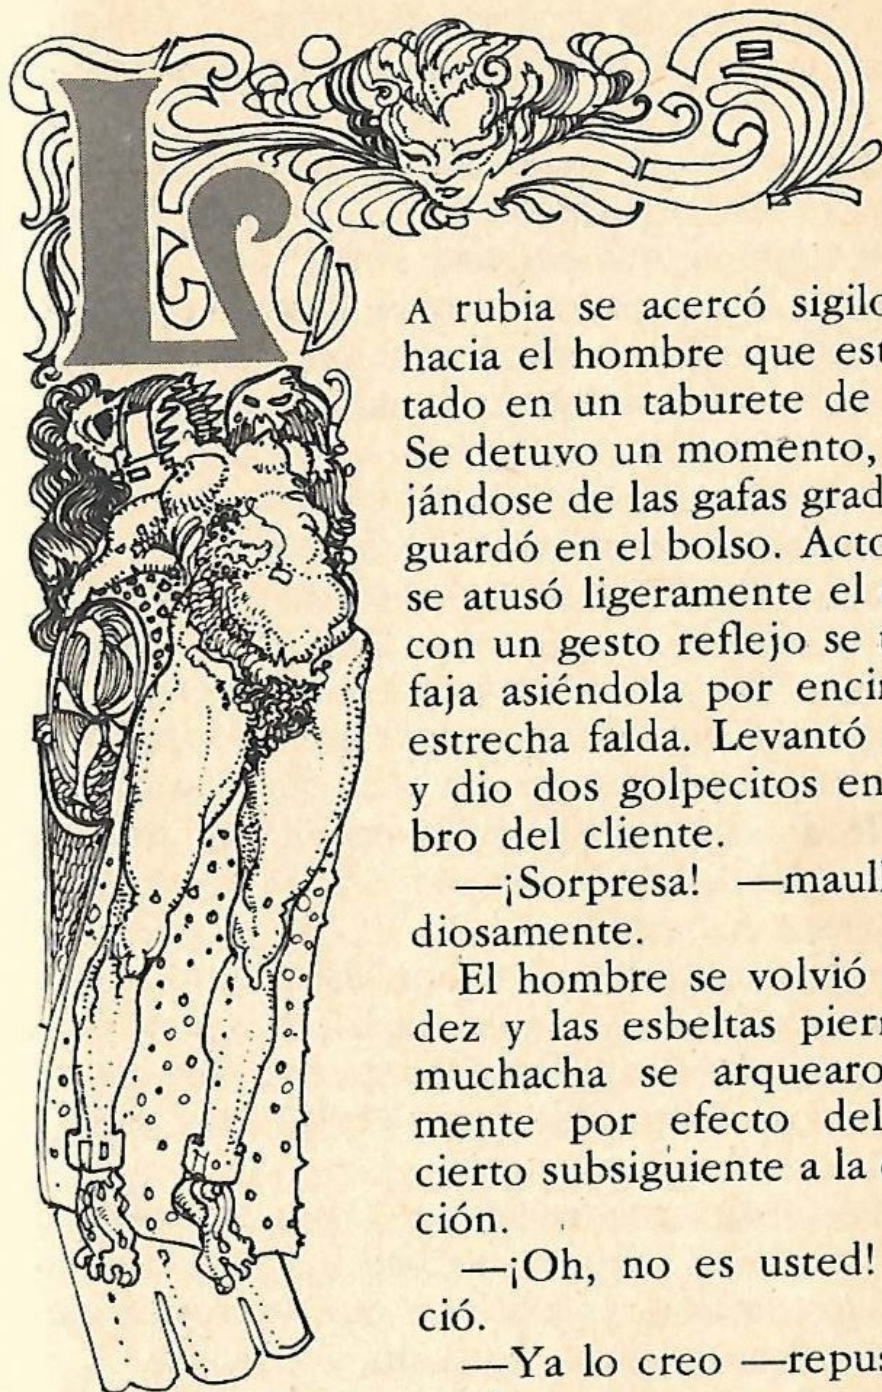 LA rubia se acercó sigilo
hacia el hombre que est
tado en un taburete de
Se detuvo un momento,
jándose de las gafas grad
guardó en el bolso. Acto
se atusó ligeramente el
con un gesto reflejo se
faja asiéndola por encir
estrecha falda. Levantó
y dio dos golpecitos en
bro del cliente.
—¡Sorpresa! —maull
diosamente.
El hombre se volvió
dez y las esbeltas pierr
muchacha se arquearo
mente por efecto del
cierto subsiguiente a la
ción.
—¡Oh, no es usted!
ció.
—Ya lo creo —repus